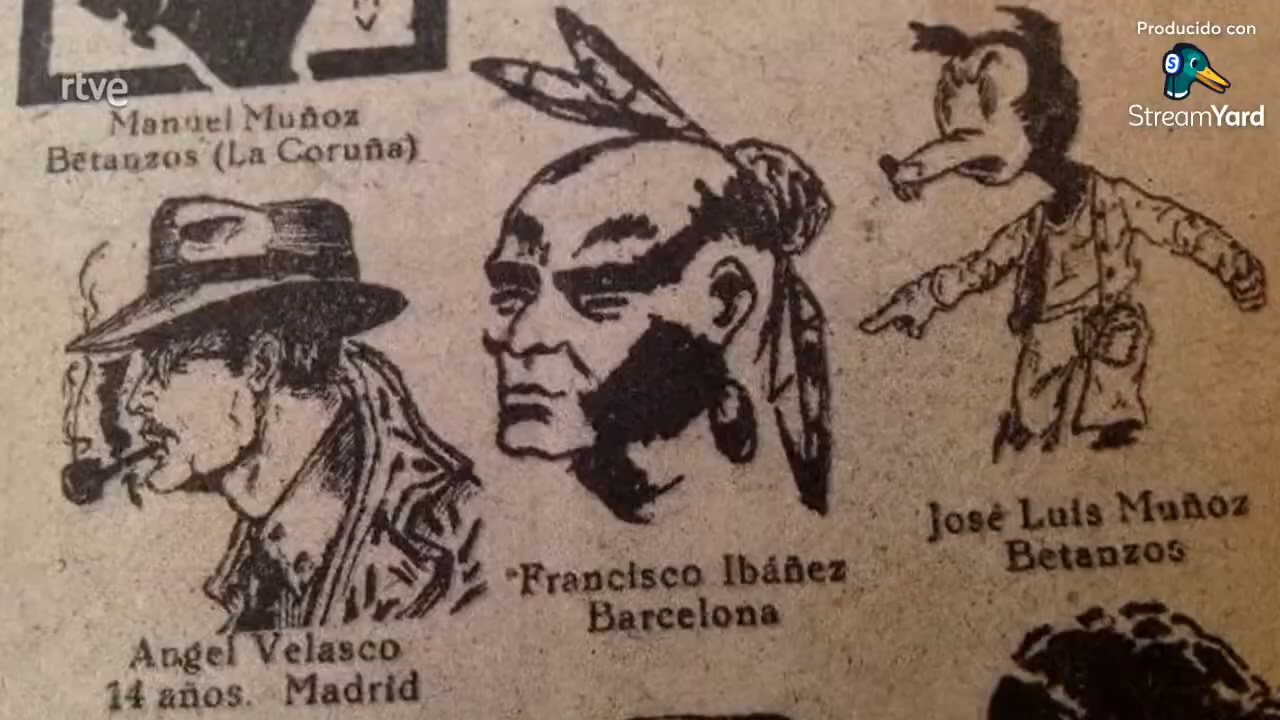 Producido con
StreamYard
rtve
Manuel Muñoz
Betanzos (La Coruña)
José Luis Muñoz
Betanzos
Francisco Ibáñez
Barcelona
Angel Velasco
14 años. Madrid